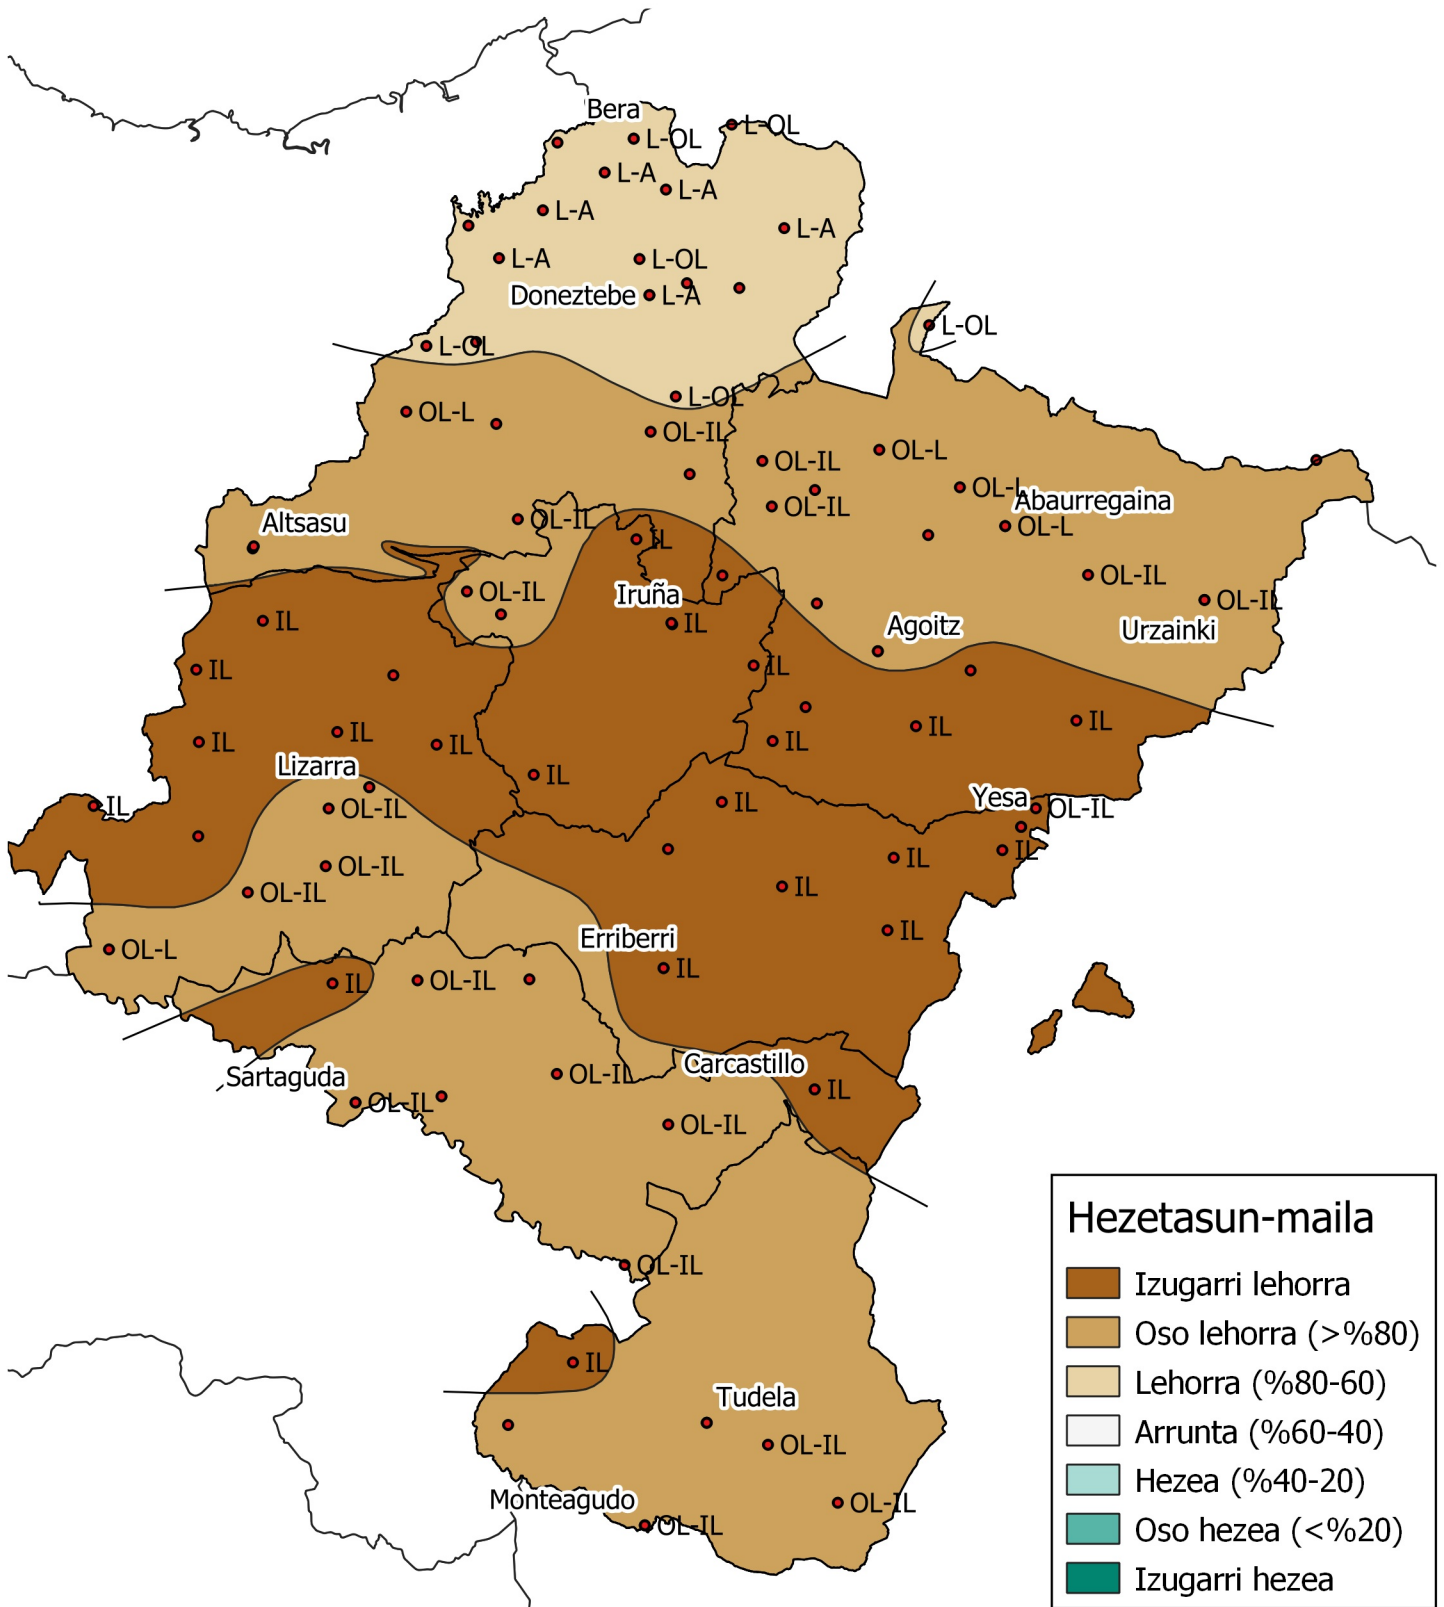 Bera
L-OL
L-OL
L-A
L-A
L-A
L-A
L-A
L-OL
Doneztebe
L-A
L-OL
L-OL
L-OL
OL-L
OL-IL
OL-IL
OL-L
OL-L
Abaurregaina
OL-IL
Altsasu
OL-IL
OL-L
IL
OL-IL
OL-IL
Iruña
OL-IL
IL
IL
Agoitz
Urzainki
IL
IL
IL
IL
IL
IL
IL
IL
Lizarra
IL
Yesa
IL
IL
OL-IL
OL-IL
IL
IL
OL-IL
IL
OL-IL
IL
Erriberri
OL-L
IL
IL
OL-IL
Carcastillo
Sartaguda
OL-IL
IL
OL-IL
OL-IL
OL-IL
IL
Tudela
OL-IL
Monteagudo
OL-IL
OL-IL
Hezetasun-maila
Izugarri lehorra
Oso lehorra (>%80)
Lehorra (%80-60)
Arrunta (%60-40)
Hezea (%40-20)
Oso hezea (<%20)
Izugarri hezea